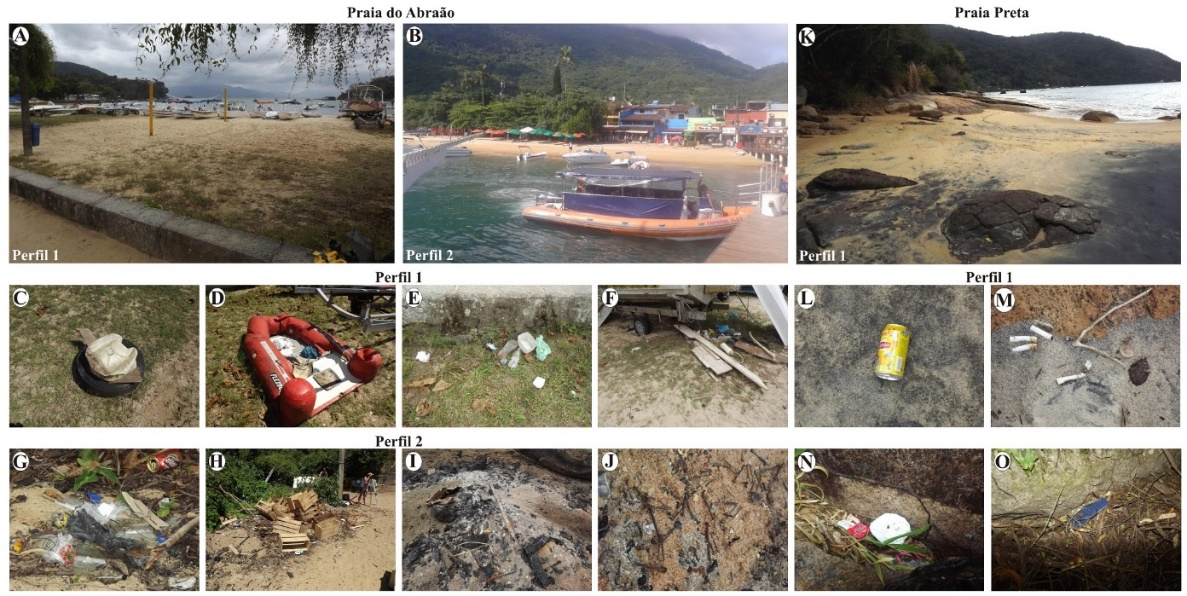 Praia do Abraão
Praia Preta
A
B
K
Perfil 1
Perfil 2
Perfil 1
Perfil 1
Perfil 1
C
D
E
F
L
M
Perfil 2
G
H
I
J
N
O